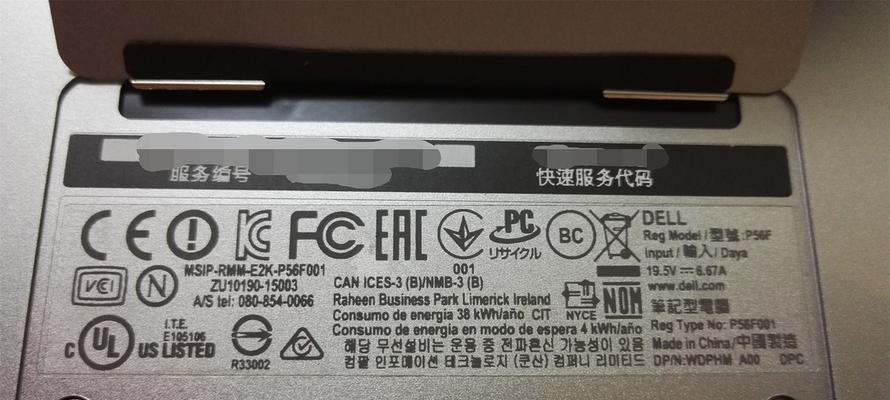 服务编号
快速服务代码
CE FC EAC PC BC
リサイクル
DELL
Reg Model / 型號 :P56F
Input / 輸入 / Daya
19.5V ⎓ 6.67A
www.dell.com
筆記型電腦
Reg Type No: P56F001
Made in China/中國製造
DP/N:WDPHM A00 DPC
MSIP-RMM-E2K-P56F001
ZU10190-15003
A/S tel: 080-854-0066
VCI N
001
CAN ICES-3 (B)/NMB-3 (B)
Raheen Business Park Limerick Ireland
Consumo de energía 38 kWh/año CIT
Consumo de energía en modo de espera 4 kWh/año
NYCE NOM
해당 무선설비는 운용 중 전파혼신 가능성이 있음
컴팔 인포메이션 테크놀로지 (쿤산) 컴퍼니 리미티드
C UL US LISTED
I.T.E.
E105106
R33002